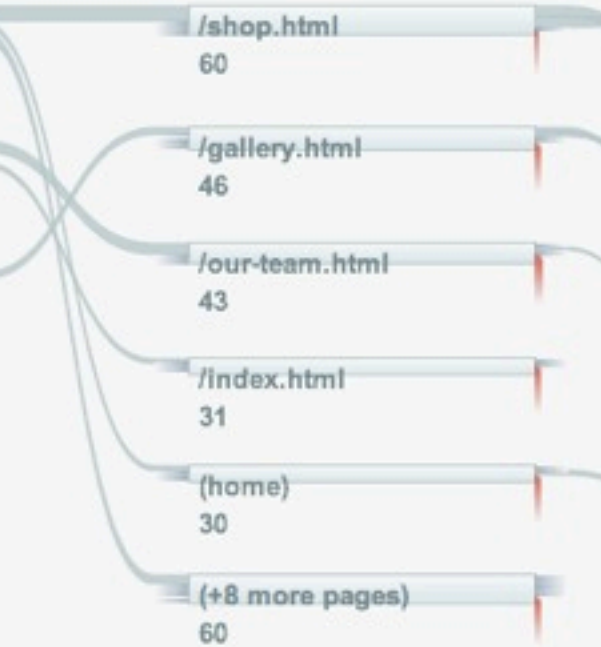 /shop.html
60
/gallery.html
46
/our-team.html
43
/index.html
31
(home)
30
(+8 more pages)
60